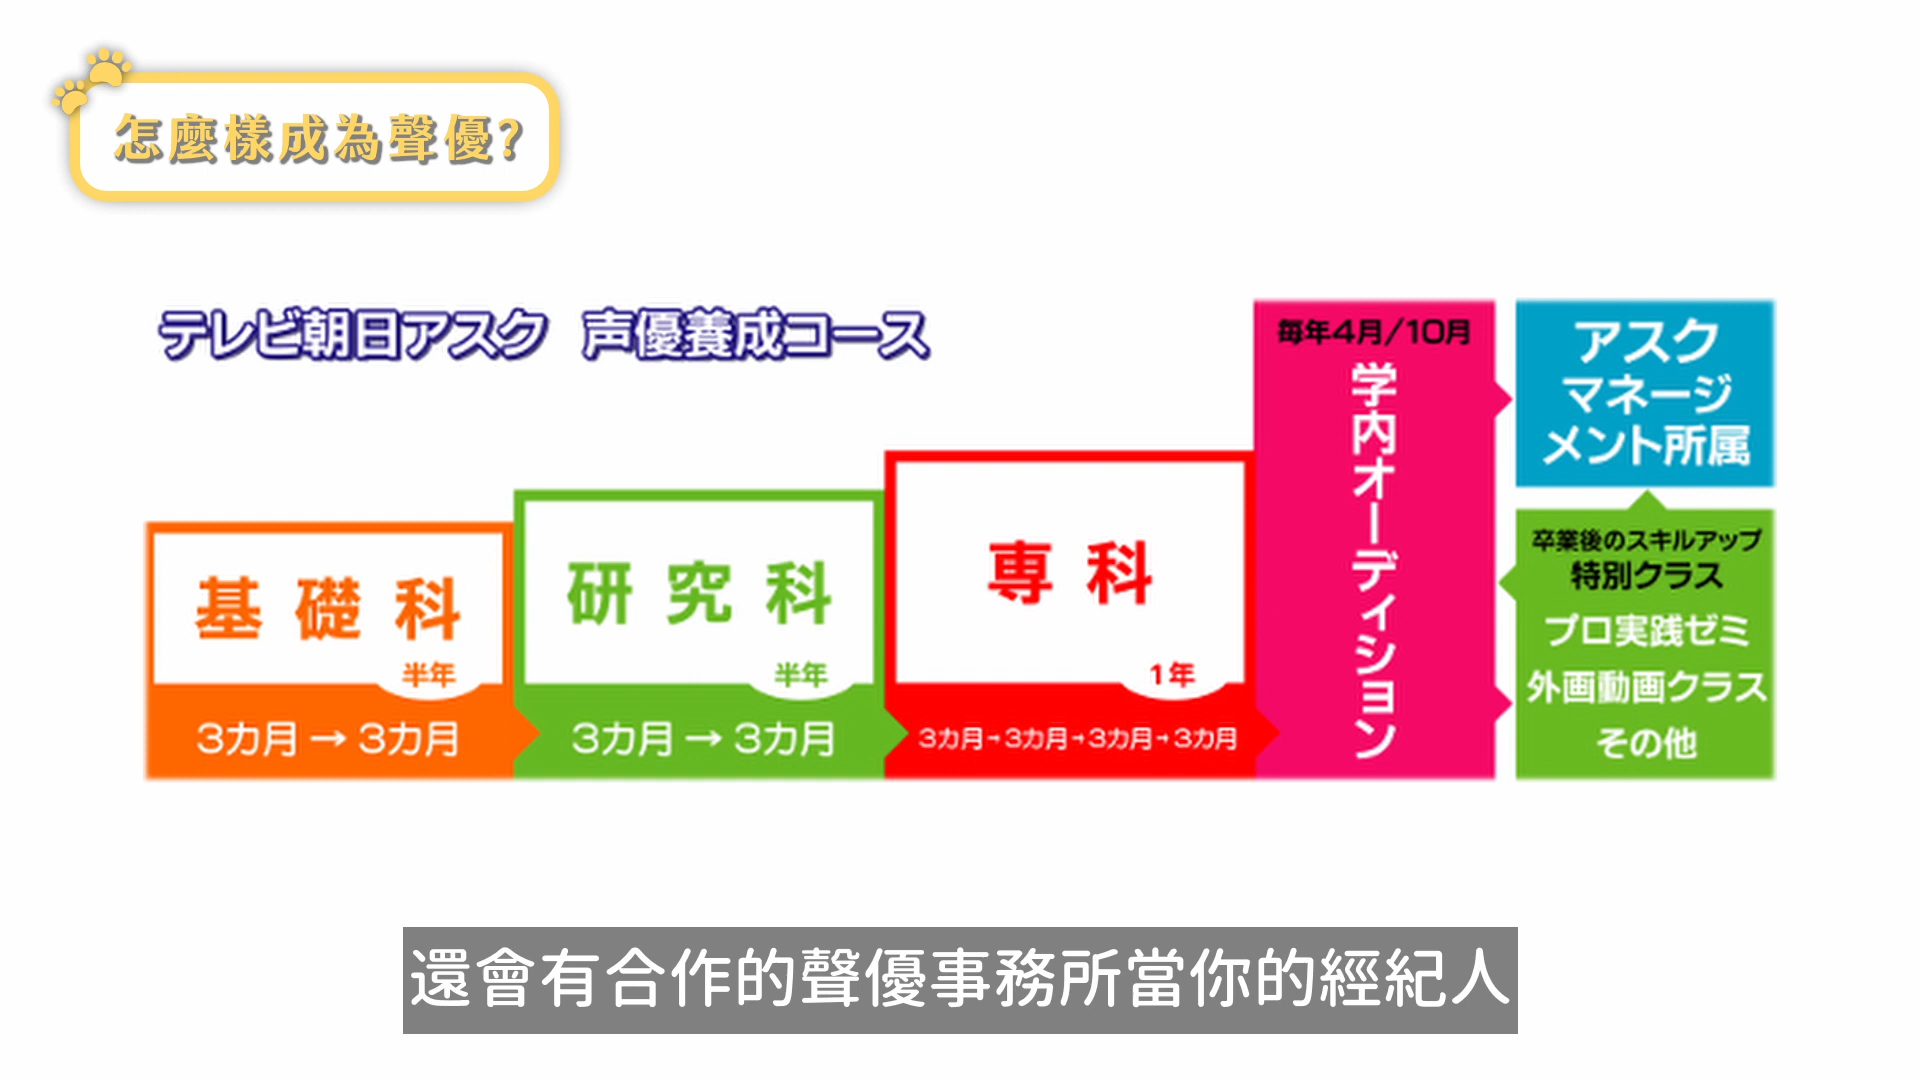 怎麼樣成為聲優?
テレビ朝日アスク 声優養成コース
基礎科
半年
3カ月→3カ月
研究科
半年
3カ月→3カ月
専科
1年
3カ月→3カ月→3カ月→3カ月
毎年4月/10月
学内オーディション
アスク
マネージ
メント所属
卒業後のスキルアップ
特別クラス
プロ実践ゼミ
外画動画クラス
その他
還會有合作的聲優事務所當你的經紀人